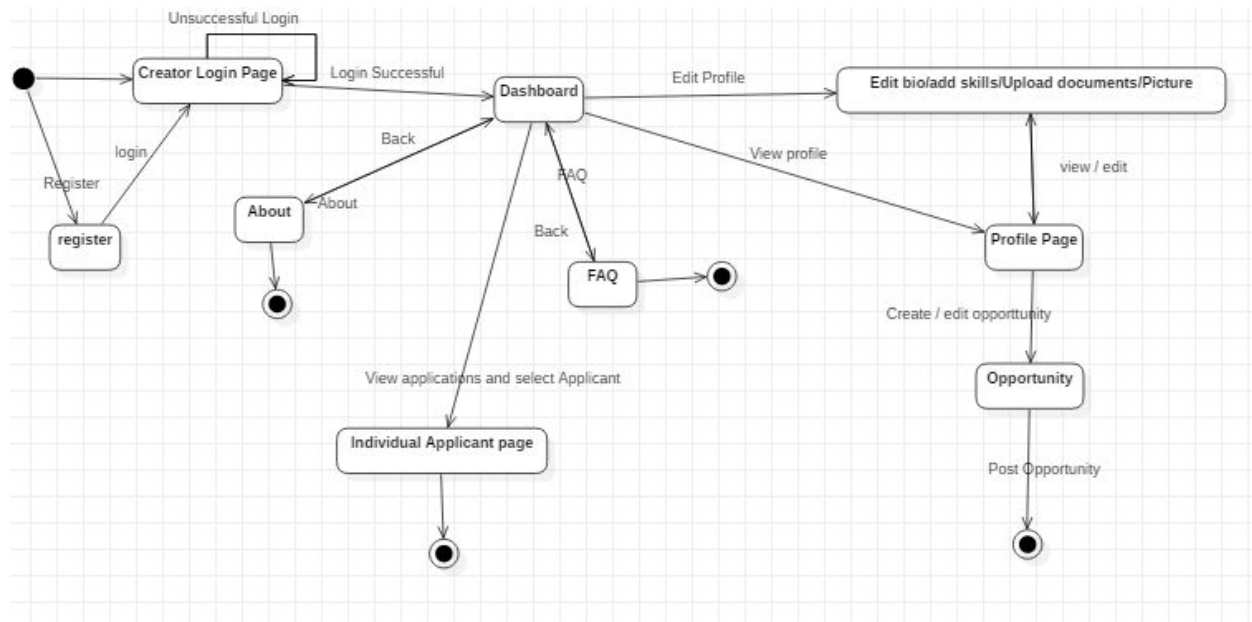 Unsuccessful Login
Creator Login Page
Login Successful
Dashboard
Edit Profile
Edit bio/add skills/Upload documents/Picture
login
Register
register
Back
About
About
FAQ
Back
FAQ
View profile
view / edit
Profile Page
Create / edit opporttunity
Opportunity
View applications and select Applicant
Individual Applicant page
Post Opportunity